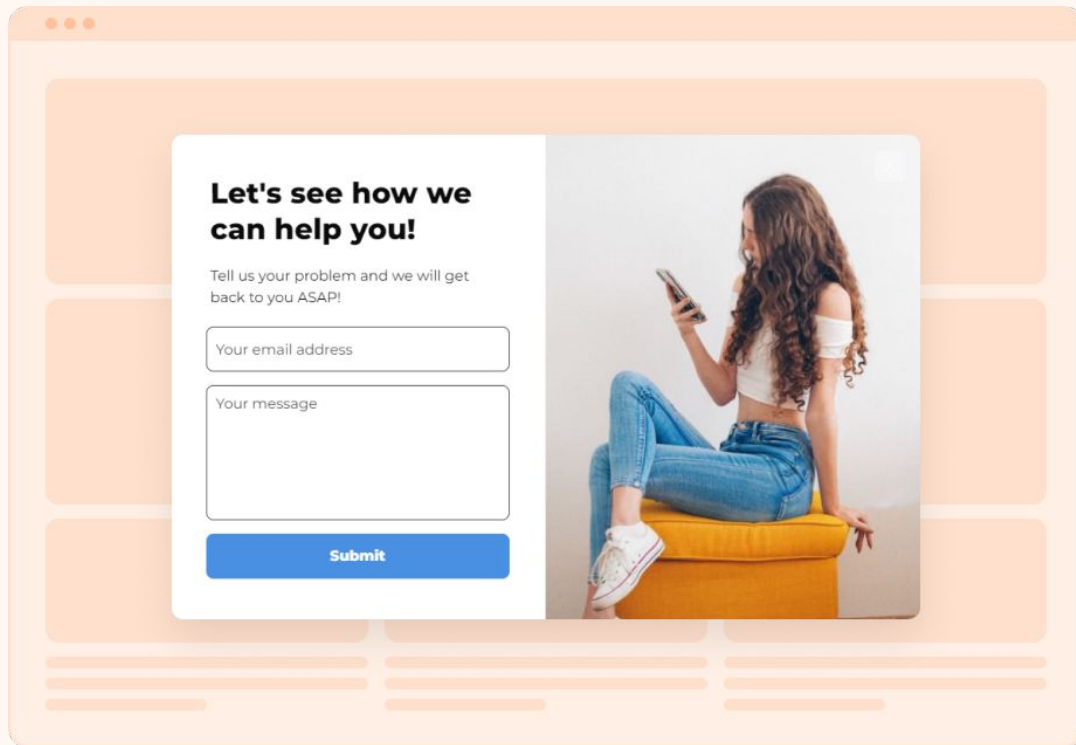 Let's see how we
can help you!
Tell us your problem and we will get
back to you ASAP!
Your email address
Your message
Submit